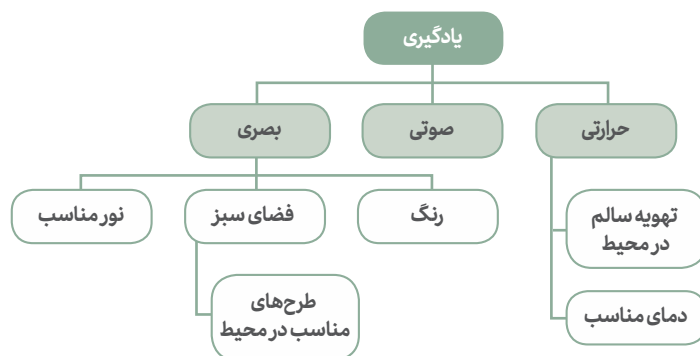 یادگیری
حرارتی
صوتی
بصری
رنگ
فضای سبز
نور مناسب
تهویه سالم
در محیط
دمای مناسب
طرح‌های
مناسب در محیط